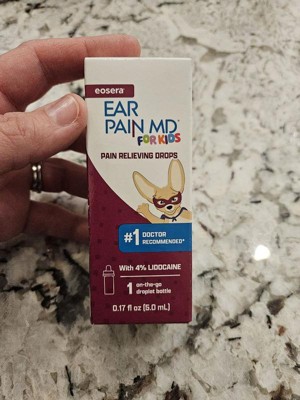 eosera®
EAR
PAIN MD™
FOR KIDS
PAIN RELIEVING DROPS
#1 DOCTOR
RECOMMENDED*
With 4% LIDOCAINE
1 on-the-go
droplet bottle
0.17 fl oz (5.0 mL)